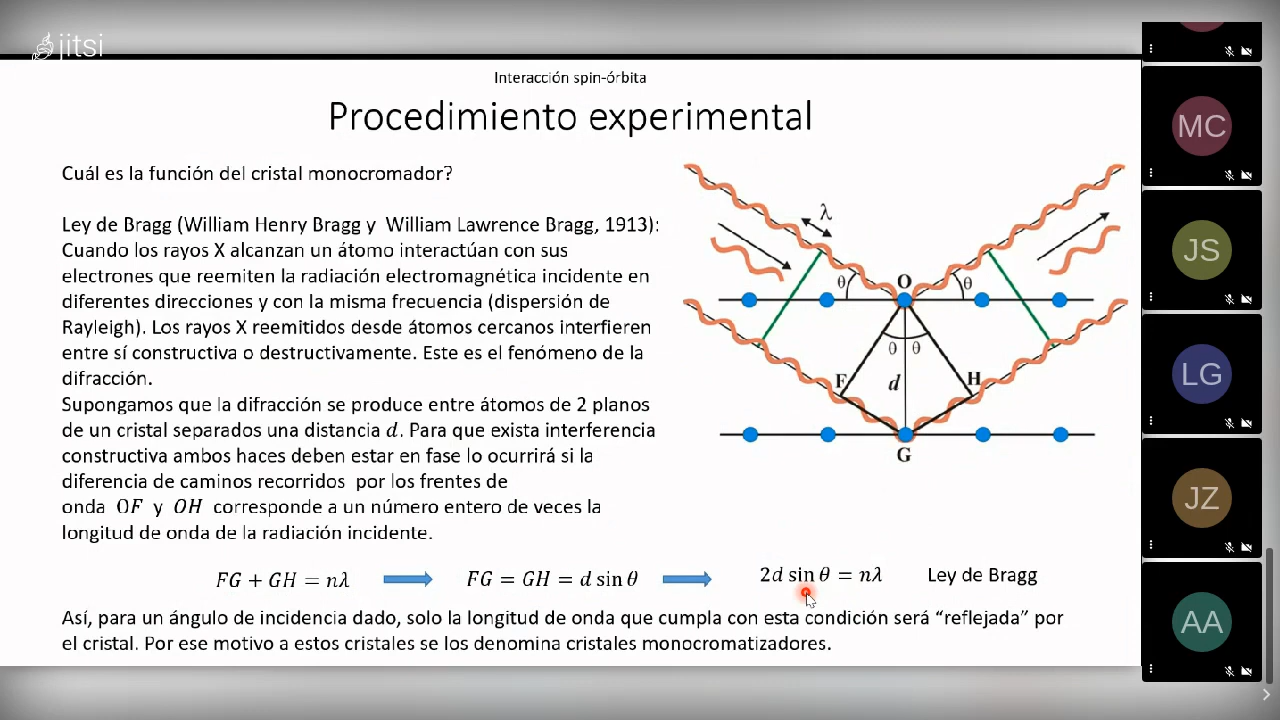 jitsi
Interacción spin-órbita
Procedimiento experimental
Cuál es la función del cristal monocromador?
Ley de Bragg (William Henry Bragg y William Lawrence Bragg, 1913):
Cuando los rayos X alcanzan un átomo interactúan con sus
electrones que reemiten la radiación electromagnética incidente en
diferentes direcciones y con la misma frecuencia (dispersión de
Rayleigh). Los rayos X reemitidos desde átomos cercanos interfieren
entre sí constructiva o destructivamente. Este es el fenómeno de la
difracción.
Supongamos que la difracción se produce entre átomos de 2 planos
de un cristal separados una distancia d. Para que exista interferencia
constructiva ambos haces deben estar en fase lo ocurrirá si la
diferencia de caminos recorridos por los frentes de
onda OF y OH corresponde a un número entero de veces la
longitud de onda de la radiación incidente.
λ
θ O θ
θ θ
F d H
G
FG + GH = nλ FG = GH = d sin θ 2d sin θ = nλ Ley de Bragg
Así, para un ángulo de incidencia dado, solo la longitud de onda que cumpla con esta condición será “reflejada” por
el cristal. Por ese motivo a estos cristales se los denomina cristales monocromatizadores.
MC
JS
LG
JZ
AA